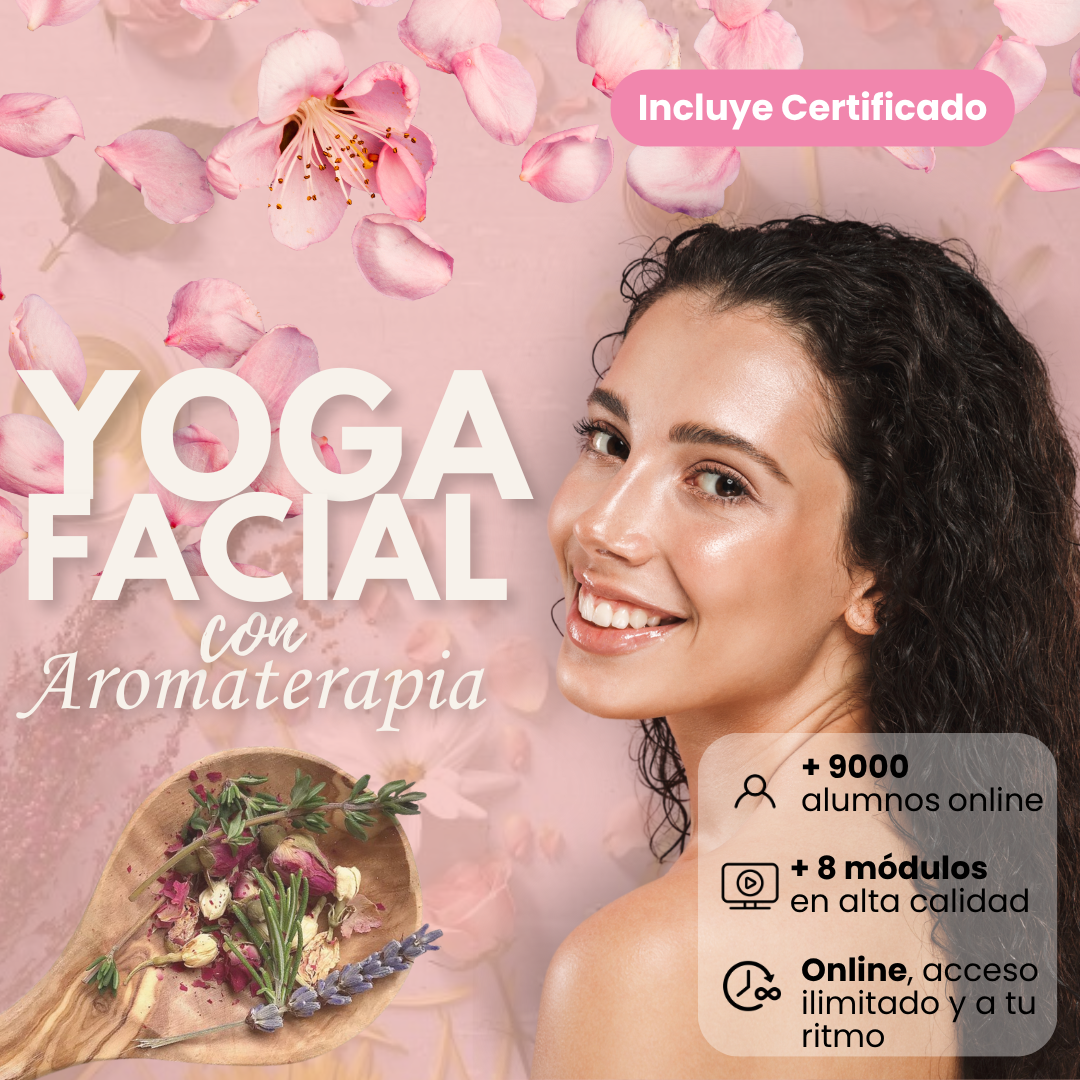 Incluye Certificado
YOGA
FACIAL
con
Aromaterapia
+ 9000
alumnos online
+ 8 módulos
en alta calidad
Online, acceso
ilimitado y a tu
ritmo